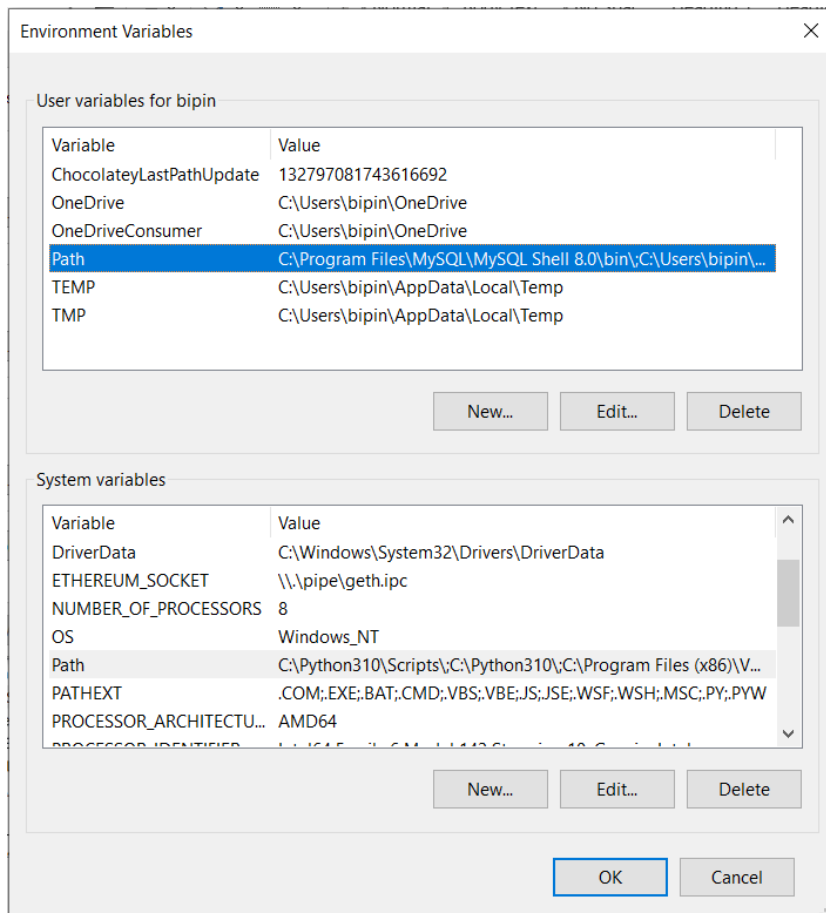 Environment Variables
User variables for bipin
Variable Value
ChocolateyLastPathUpdate 132797081743616692
OneDrive C:\Users\bipin\OneDrive
OneDriveConsumer C:\Users\bipin\OneDrive
Path C:\Program Files\MySQL\MySQL Shell 8.0\bin\;C:\Users\bipin\...
TEMP C:\Users\bipin\AppData\Local\Temp
TMP C:\Users\bipin\AppData\Local\Temp
New... Edit... Delete
System variables
Variable Value
DriverData C:\Windows\System32\Drivers\DriverData
ETHEREUM_SOCKET \\.\pipe\geth.ipc
NUMBER_OF_PROCESSORS 8
OS Windows_NT
Path C:\Python310\Scripts\;C:\Python310\;C:\Program Files (x86)\V...
PATHEXT .COM;.EXE;.BAT;.CMD;.VBS;.VBE;.JS;.JSE;.WSF;.WSH;.MSC;.PY;.PYW
PROCESSOR_ARCHITECTU... AMD64
New... Edit... Delete
OK Cancel